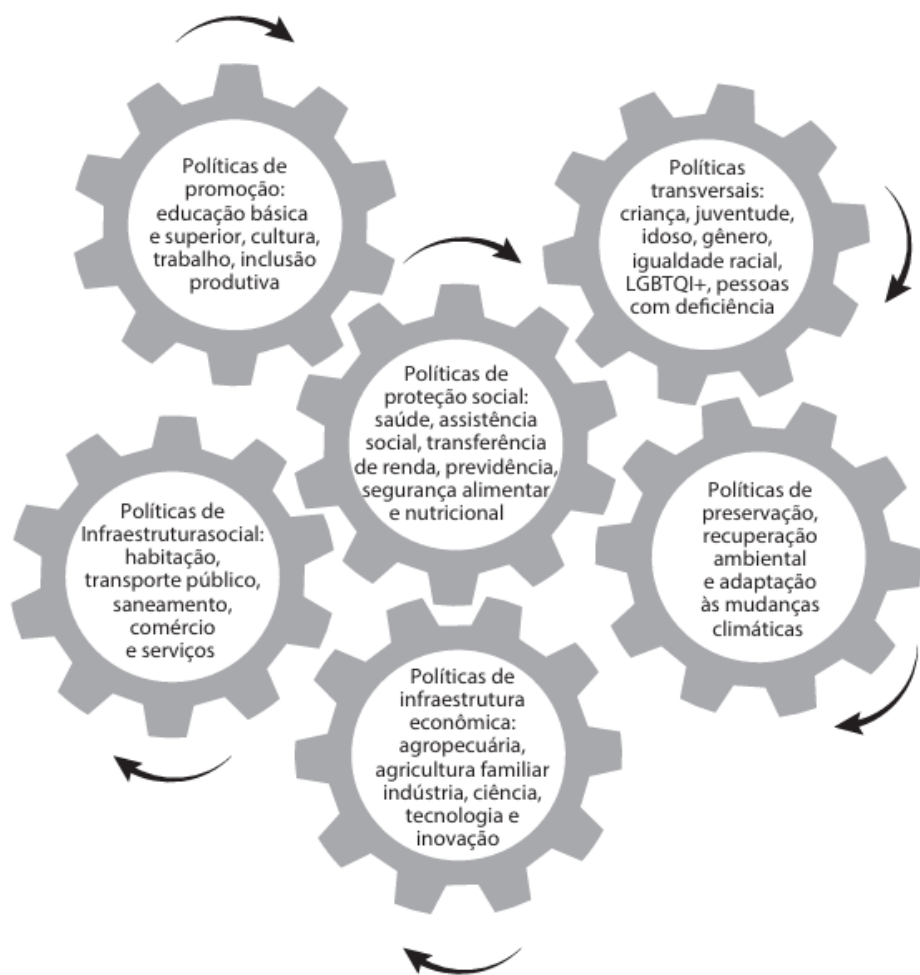 Políticas de
promoção:
educação básica
e superior, cultura,
trabalho, inclusão
produtiva
Políticas
transversais:
criança, juventude,
idoso, gênero,
igualdade racial,
LGBTQI+, pessoas
com deficiência
Políticas de
proteção social:
saúde, assistência
social, transferência
de renda, previdência,
segurança alimentar
e nutricional
Políticas de
Infraestruturasocial:
habitação,
transporte público,
saneamento,
comércio
e serviços
Políticas de
preservação,
recuperação
ambiental
e adaptação
às mudanças
climáticas
Políticas de
infraestrutura
econômica:
agropecuária,
agricultura familiar
indústria, ciência,
tecnologia e
inovação